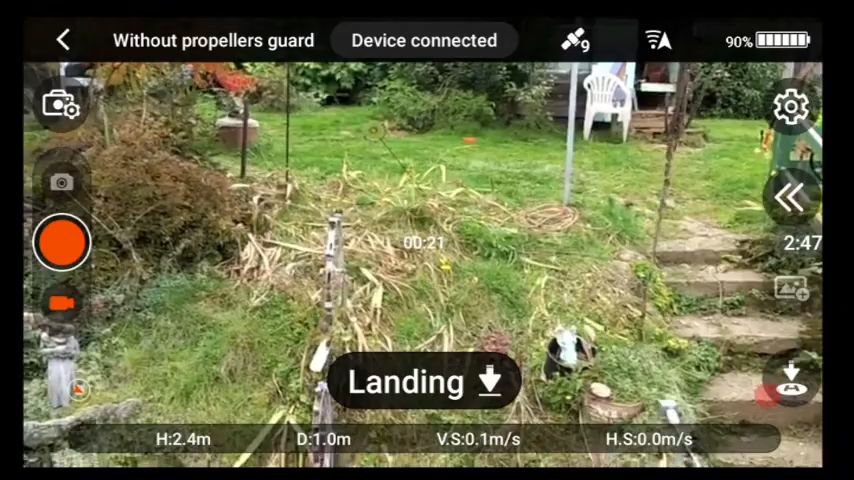 Without propellers guard
Device connected
9
90%
00:21
2:47
Landing
H:2.4m
D:1.0m
V.S:0.1m/s
H.S:0.0m/s